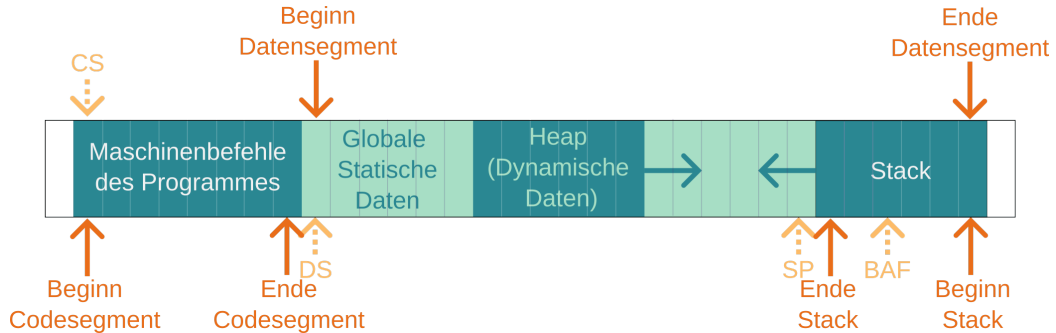 Beginn
Datensegment
Ende
Datensegment
CS
Maschinenbefehle
des Programmes
Globale
Statische
Daten
Heap
(Dynamische
Daten)
Stack
DS
SP
BAF
Beginn
Codesegment
Ende
Codesegment
Ende
Stack
Beginn
Stack